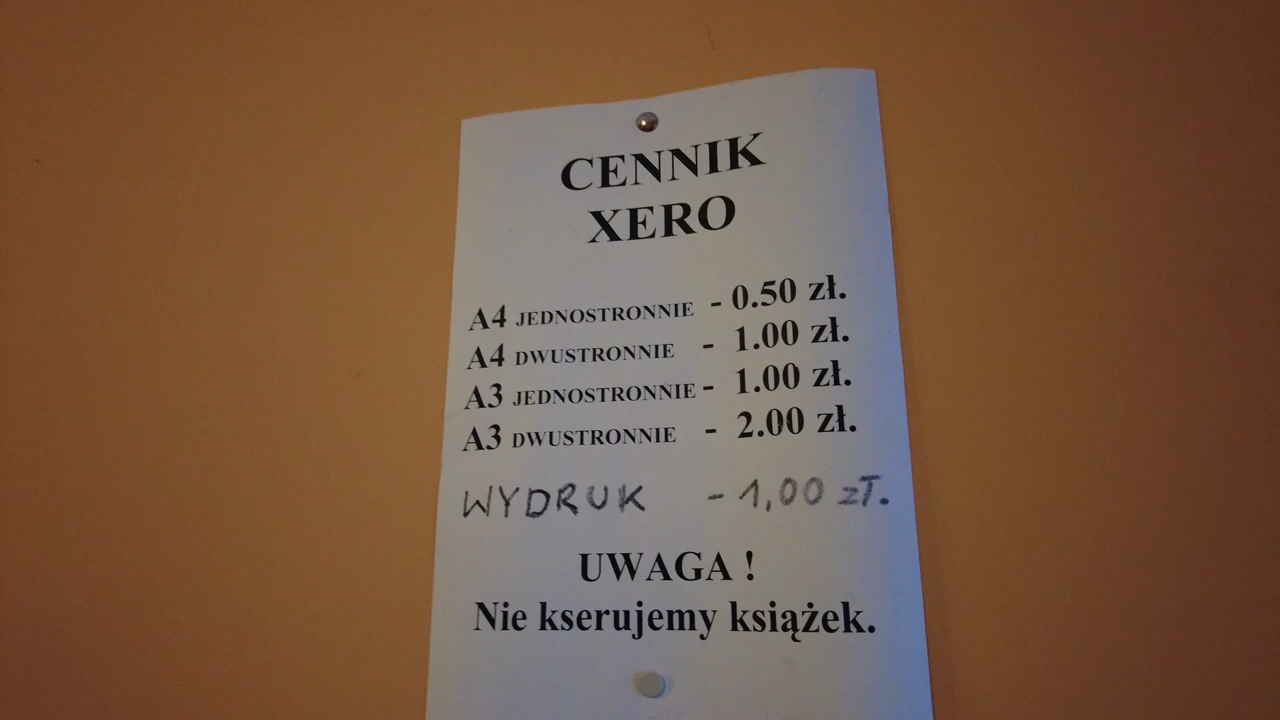 CENNIK
XERO
A4 JEDNOSTRONNIE - 0.50 zł.
A4 DWUSTRONNIE - 1.00 zł.
A3 JEDNOSTRONNIE - 1.00 zł.
A3 DWUSTRONNIE - 2.00 zł.
WYDRUK - 1,00 zł.
UWAGA !
Nie kserujemy książek.